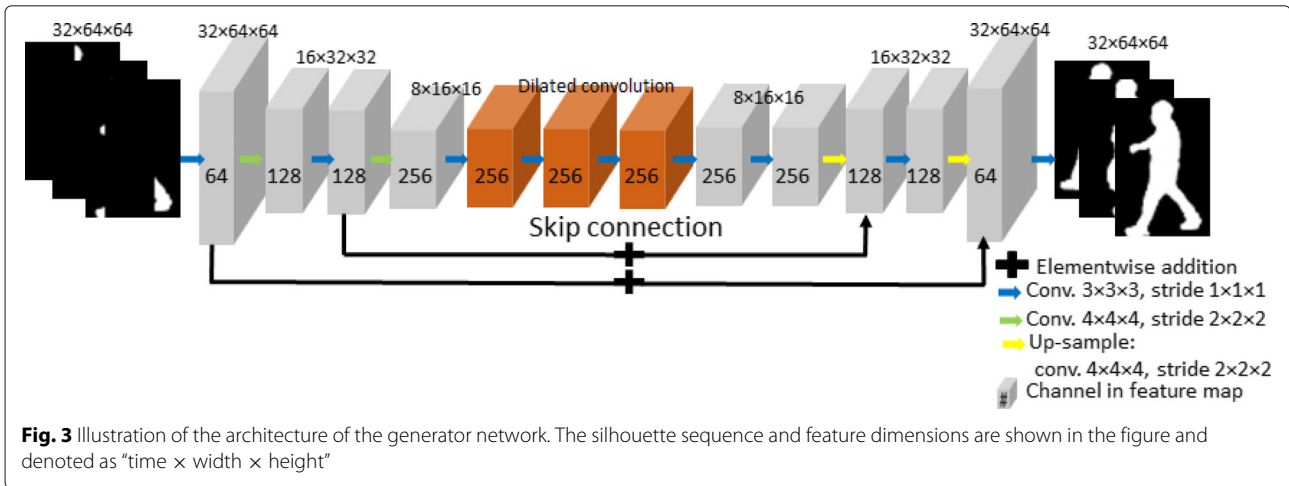 32×64×64
32×64×64
16×32×32
8×16×16
Dilated convolution
8×16×16
16×32×32
32×64×64
32×64×64
64
128
128
256
256
256
256
256
256
128
128
64
Skip connection
Elementwise addition
Conv. 3×3×3, stride 1×1×1
Conv. 4×4×4, stride 2×2×2
Up-sample:
conv. 4×4×4, stride 2×2×2
# Channel in feature map
Fig. 3 Illustration of the architecture of the generator network. The silhouette sequence and feature dimensions are shown in the figure and
denoted as “time × width × height”